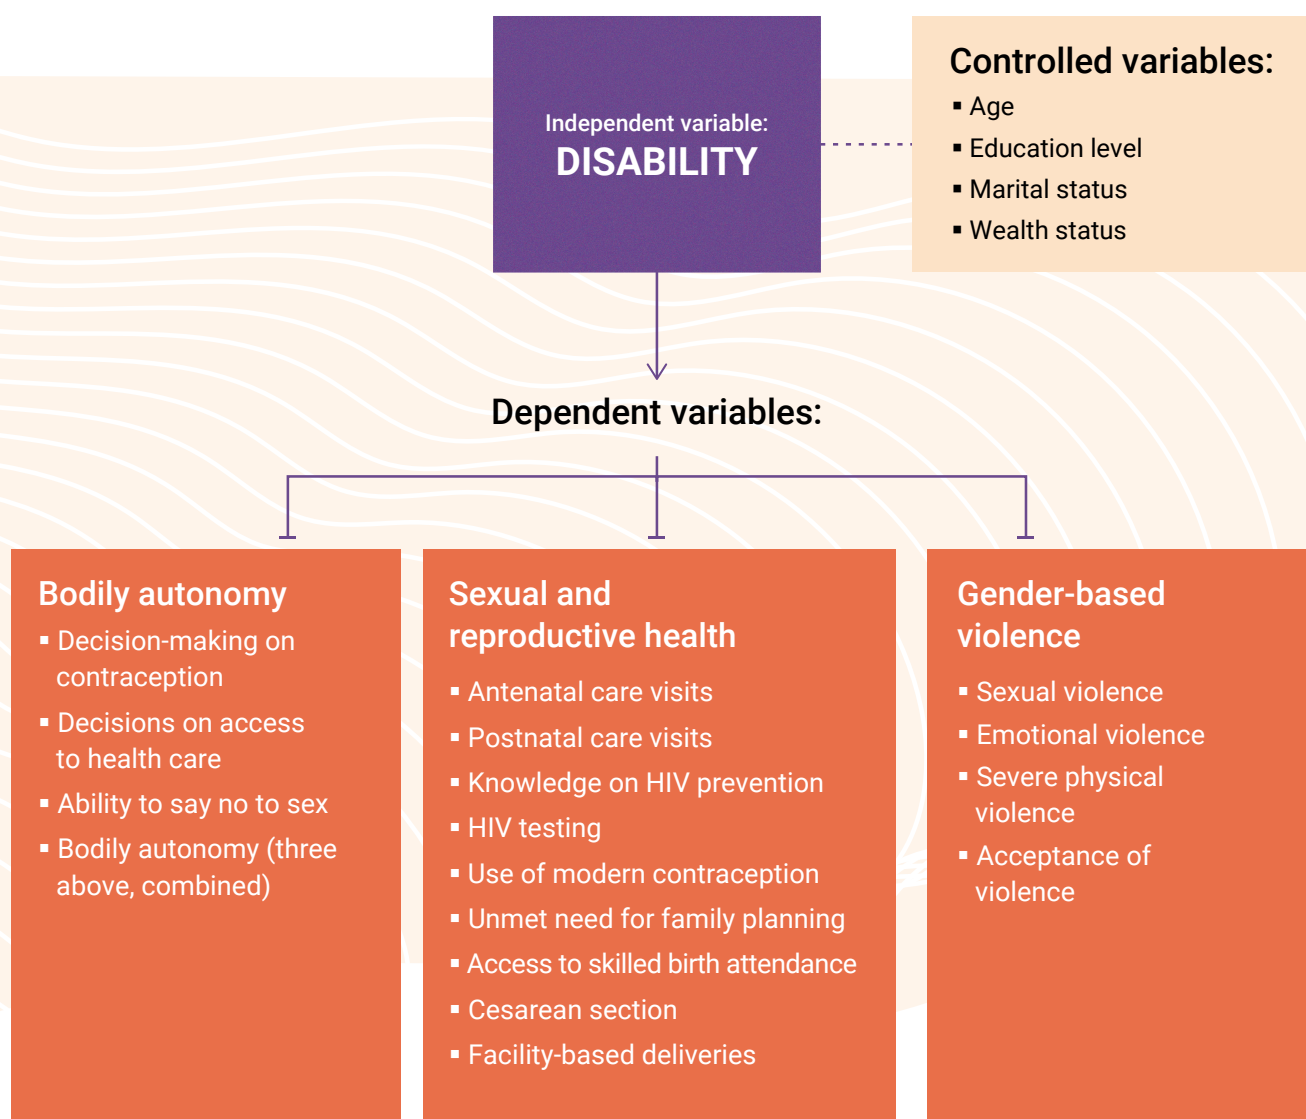 Independent variable:
DISABILITY
Controlled variables:
▪ Age
▪ Education level
▪ Marital status
▪ Wealth status
Dependent variables:
Bodily autonomy
▪ Decision-making on
contraception
▪ Decisions on access
to health care
▪ Ability to say no to sex
▪ Bodily autonomy (three
above, combined)
Sexual and
reproductive health
▪ Antenatal care visits
▪ Postnatal care visits
▪ Knowledge on HIV prevention
▪ HIV testing
▪ Use of modern contraception
▪ Unmet need for family planning
▪ Access to skilled birth attendance
▪ Cesarean section
▪ Facility-based deliveries
Gender-based
violence
▪ Sexual violence
▪ Emotional violence
▪ Severe physical
violence
▪ Acceptance of
violence